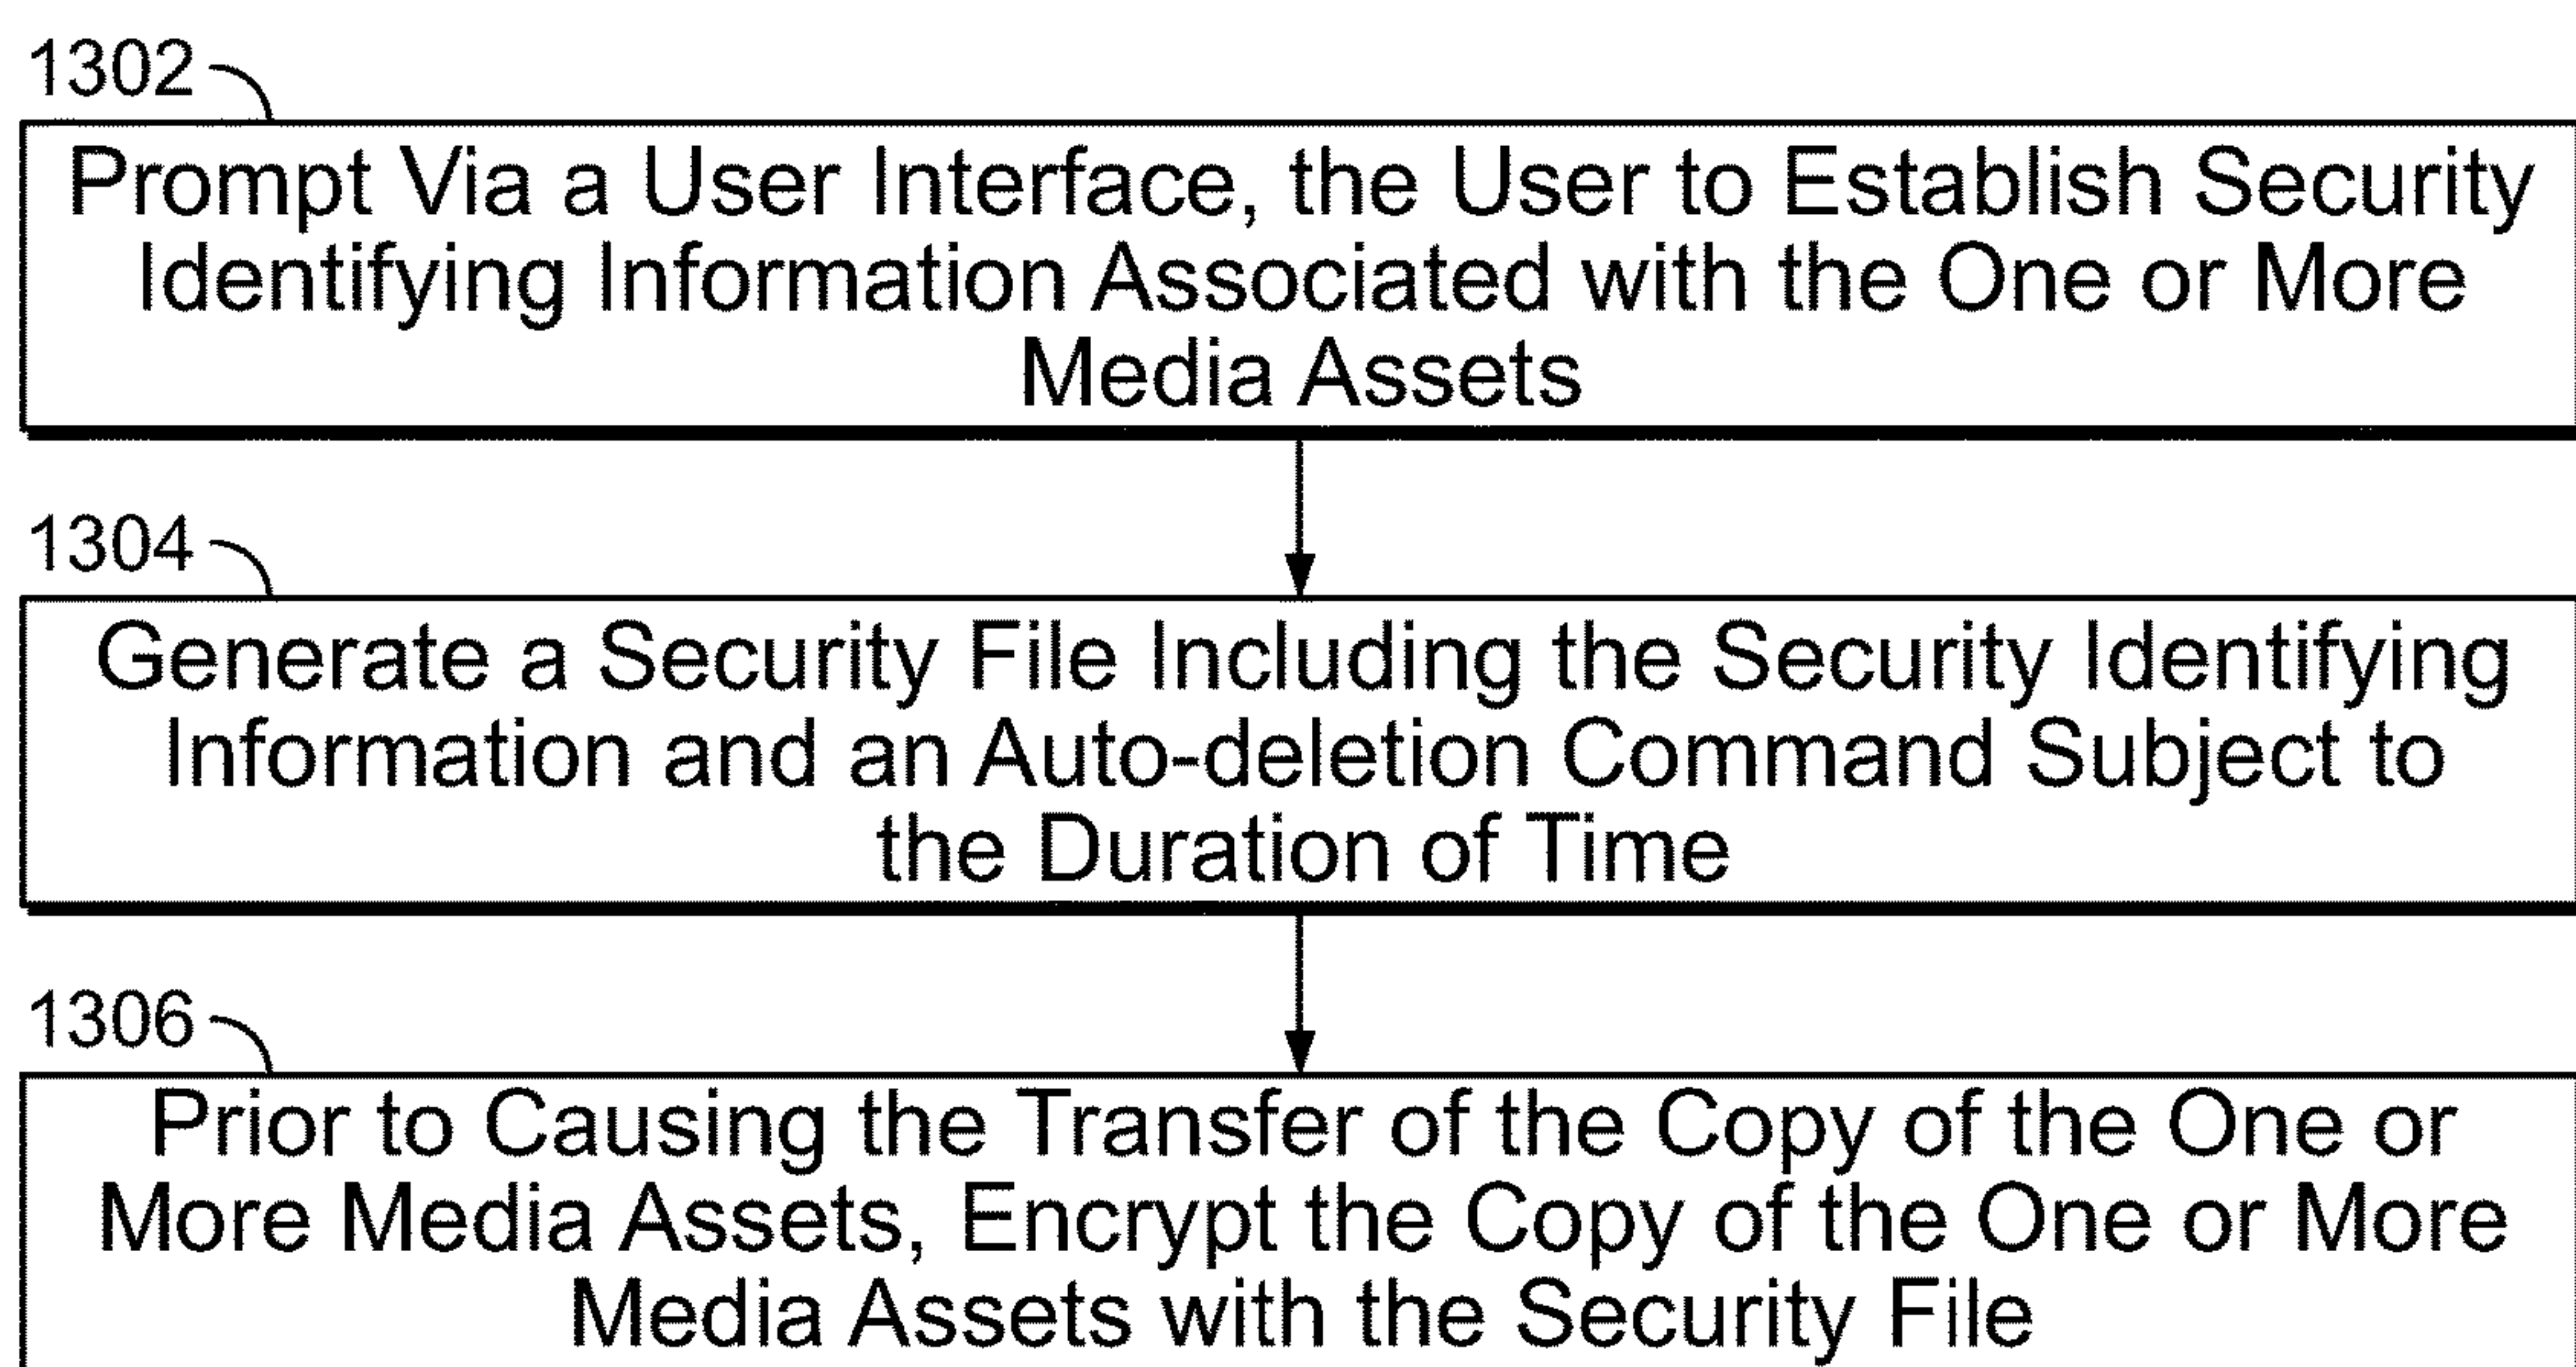 1302
Prompt Via a User Interface, the User to Establish Security
Identifying Information Associated with the One or More
Media Assets
1304
Generate a Security File Including the Security Identifying
Information and an Auto-deletion Command Subject to
the Duration of Time
1306
Prior to Causing the Transfer of the Copy of the One or
More Media Assets, Encrypt the Copy of the One or More
Media Assets with the Security File